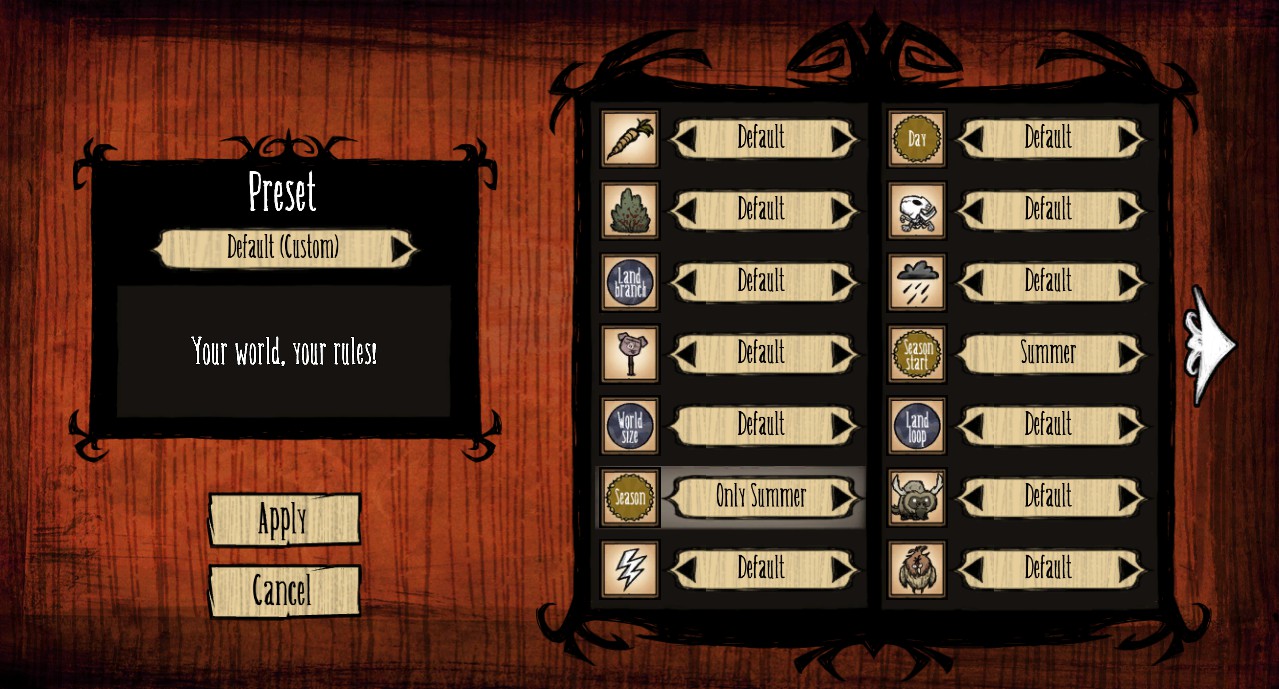 Preset
Default (Custom)
Your world, your rules!
Apply
Cancel
Default
Default
Land branch
Default
Default
World size
Default
Season
Only Summer
Default
Day
Default
Default
Default
Season start
Summer
Land loop
Default
Default
Default